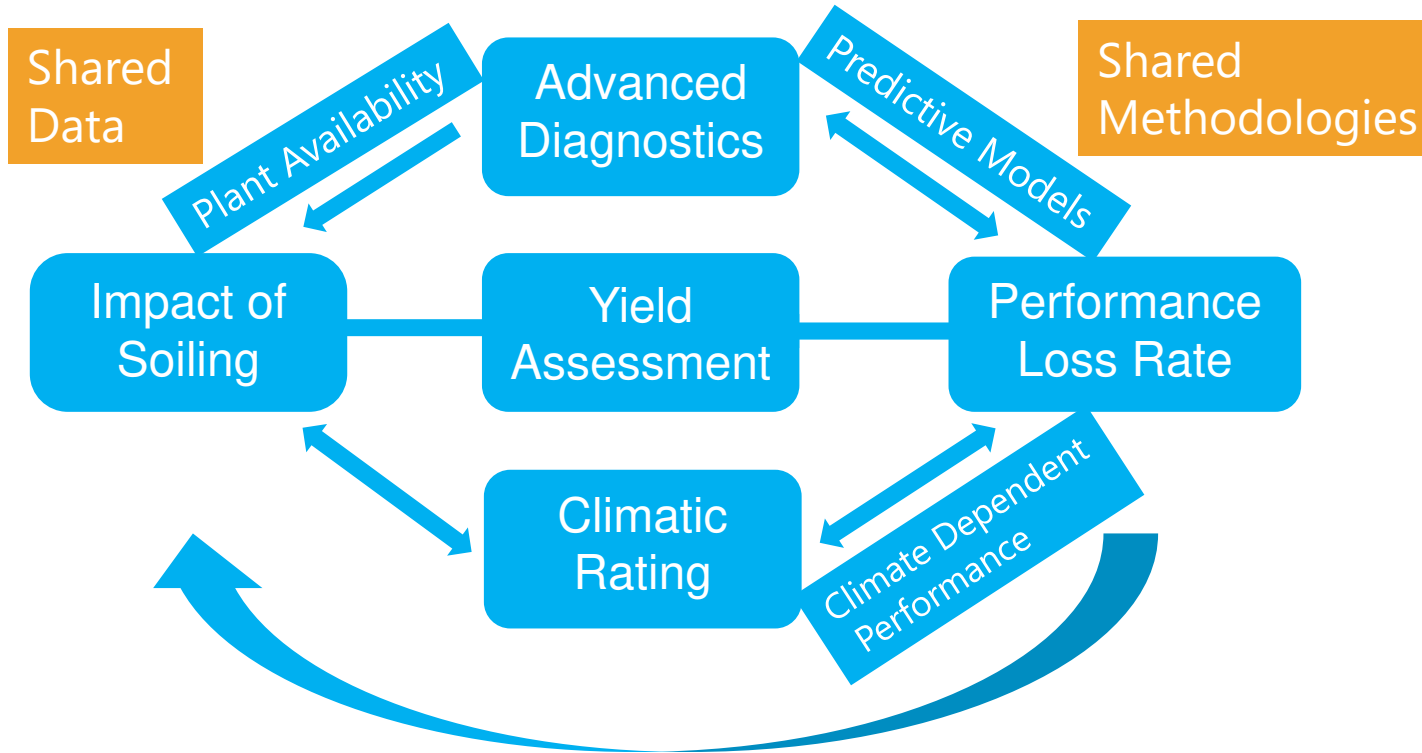 Shared
Data
Plant Availability
Advanced
Diagnostics
Predictive Models
Shared
Methodologies
Impact of
Soiling
Yield
Assessment
Performance
Loss Rate
Climatic
Rating
Climate Dependent
Performance